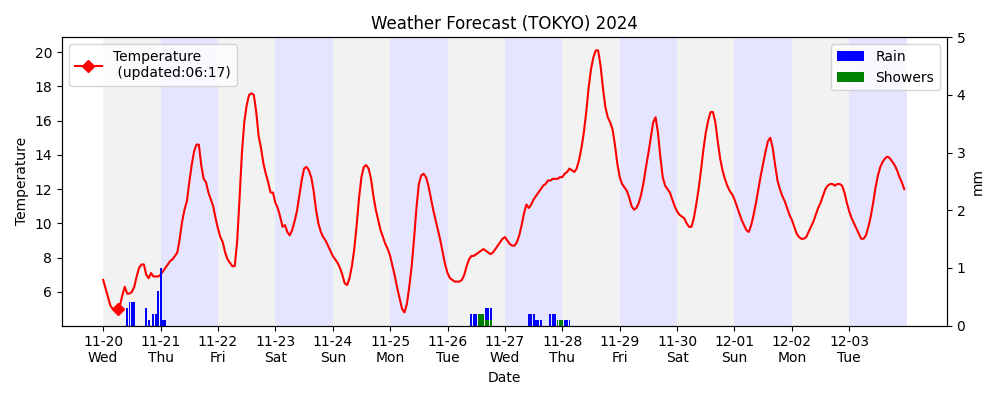 Weather Forecast (TOKYO) 2024
Temperature
(updated:06:17)
Rain
Showers
Temperature
20
18
16
14
12
10
8
6
5
4
3
2
1
0
mm
11-20 11-21 11-22 11-23 11-24 11-25 11-26 11-27 11-28 11-29 11-30 12-01 12-02 12-03
Wed Thu Fri Sat Sun Mon Tue Wed Thu Fri Sat Sun Mon Tue
Date